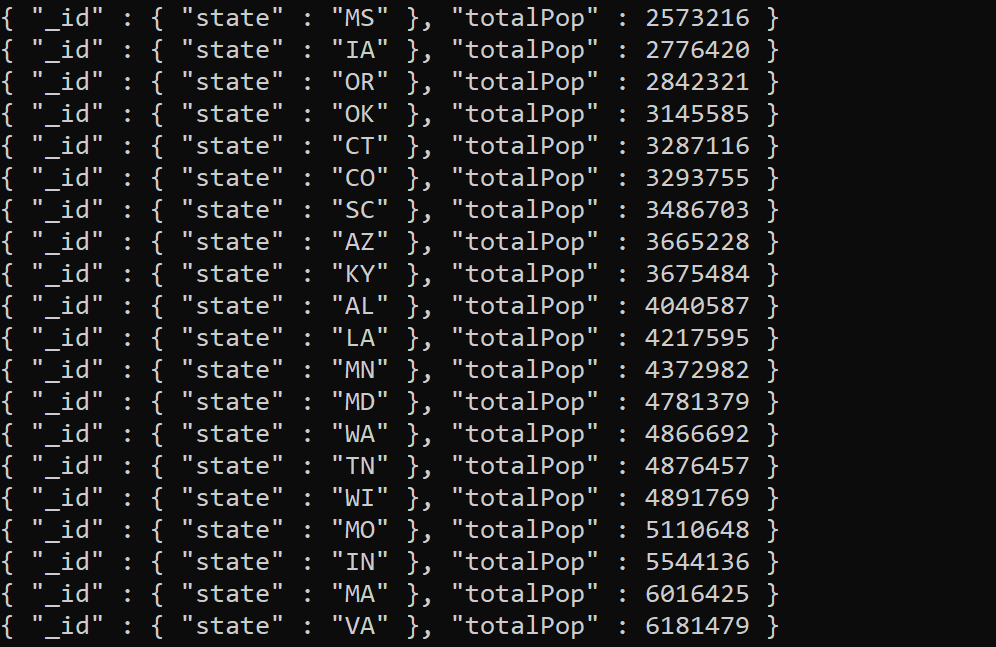 { "_id" : { "state" : "MS" }, "totalPop" : 2573216 }
{ "_id" : { "state" : "IA" }, "totalPop" : 2776420 }
{ "_id" : { "state" : "OR" }, "totalPop" : 2842321 }
{ "_id" : { "state" : "OK" }, "totalPop" : 3145585 }
{ "_id" : { "state" : "CT" }, "totalPop" : 3287116 }
{ "_id" : { "state" : "CO" }, "totalPop" : 3293755 }
{ "_id" : { "state" : "SC" }, "totalPop" : 3486703 }
{ "_id" : { "state" : "AZ" }, "totalPop" : 3665228 }
{ "_id" : { "state" : "KY" }, "totalPop" : 3675484 }
{ "_id" : { "state" : "AL" }, "totalPop" : 4040587 }
{ "_id" : { "state" : "LA" }, "totalPop" : 4217595 }
{ "_id" : { "state" : "MN" }, "totalPop" : 4372982 }
{ "_id" : { "state" : "MD" }, "totalPop" : 4781379 }
{ "_id" : { "state" : "WA" }, "totalPop" : 4866692 }
{ "_id" : { "state" : "TN" }, "totalPop" : 4876457 }
{ "_id" : { "state" : "WI" }, "totalPop" : 4891769 }
{ "_id" : { "state" : "MO" }, "totalPop" : 5110648 }
{ "_id" : { "state" : "IN" }, "totalPop" : 5544136 }
{ "_id" : { "state" : "MA" }, "totalPop" : 6016425 }
{ "_id" : { "state" : "VA" }, "totalPop" : 6181479 }